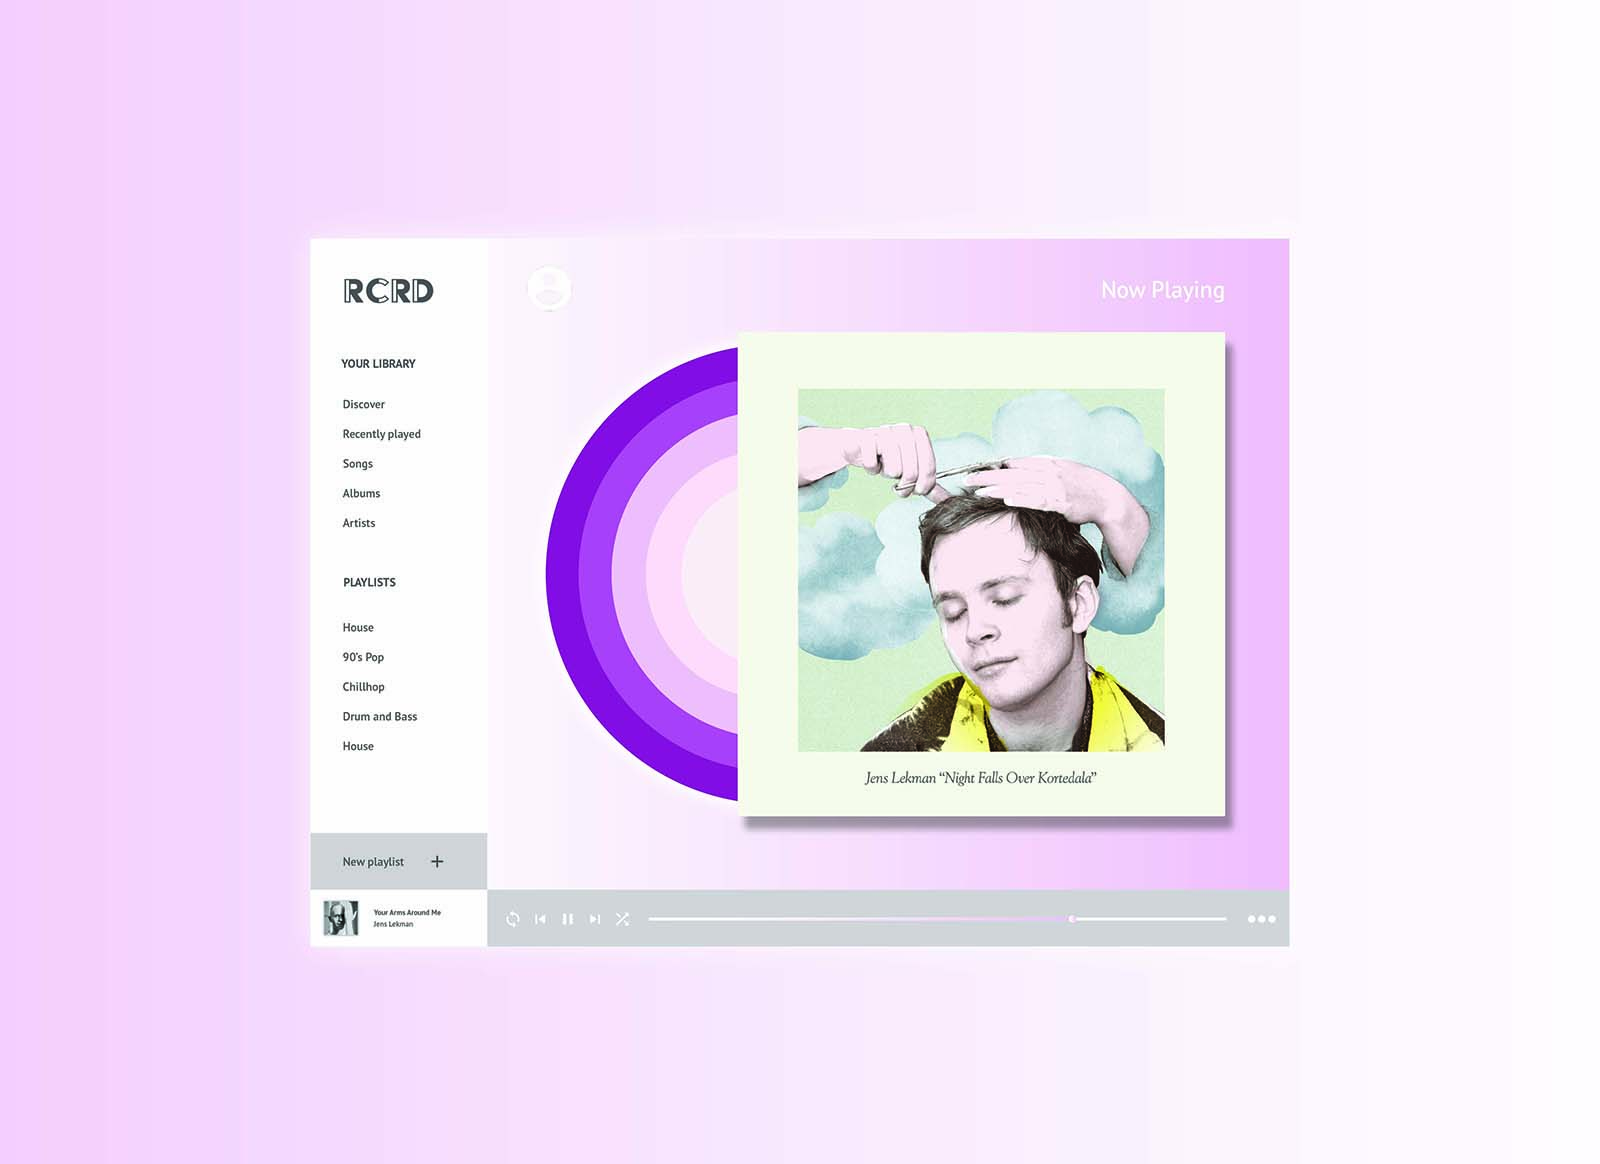 RCRD
Now Playing
YOUR LIBRARY
Discover
Recently played
Songs
Albums
Artists
PLAYLISTS
House
90's Pop
Chillhop
Drum and Bass
House
New playlist +
Jens Lekman “Night Falls Over Kortedala”
Your Arms Around Me
Jens Lekman